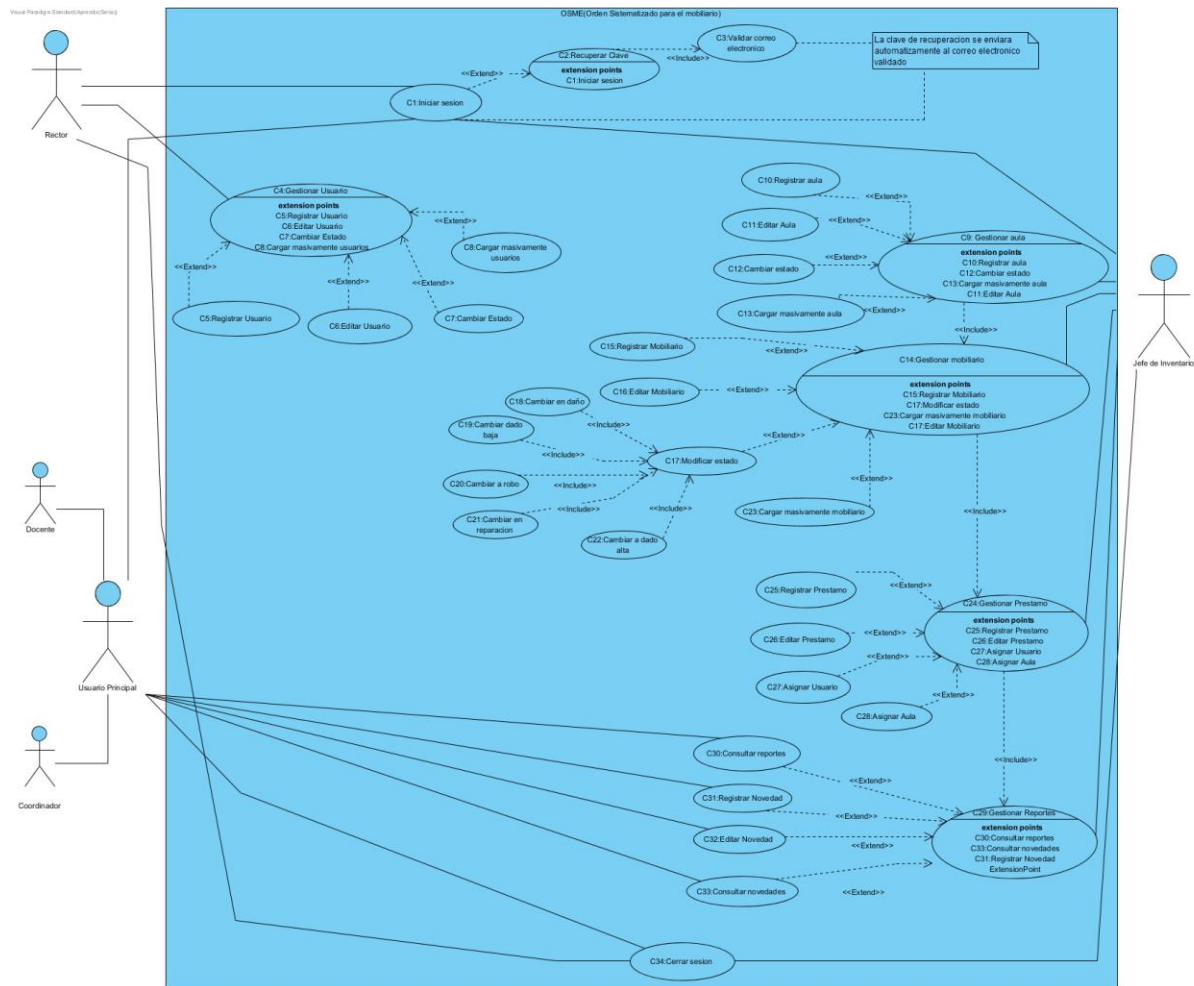 Visual Paradigm Standard(Aprendiz(Sena))
OSME(Orden Sistematizado para el mobiliario)
C3:Validar correo
electronico
La clave de recuperacion se enviara
automatizamente al correo electronico
validado
C2:Recuperar Clave
extension points
C1:Iniciar sesion
<<Include>>
<<Extend>>
C1:Iniciar sesion
Rector
C4:Gestionar Usuario
extension points
C5:Registrar Usuario
C6:Editar Usuario
C7:Cambiar Estado
C8:Cargar masivamente usuarios
<<Extend>>
C8:Cargar masivamente
usuarios
<<Extend>>
<<Extend>>
<<Extend>>
C5:Registrar Usuario
C6:Editar Usuario
C7:Cambiar Estado
C10:Registrar aula
<<Extend>>
C11:Editar Aula
<<Extend>>
C12:Cambiar estado
<<Extend>>
C13:Cargar masivamente aula
<<Extend>>
C9: Gestionar aula
extension points
C10:Registrar aula
C12:Cambiar estado
C13:Cargar masivamente aula
C11:Editar Aula
<<Include>>
Jefe de Inventario
C15:Registrar Mobiliario
<<Extend>>
C14:Gestionar mobiliario
extension points
C15:Registrar Mobiliario
C17:Modificar estado
C23:Cargar masivamente mobiliario
C17:Editar Mobiliario
C16:Editar Mobiliario
<<Extend>>
C18:Cambiar en daño
<<Include>>
C19:Cambiar dado
baja
<<Include>>
C17:Modificar estado
<<Extend>>
C20:Cambiar a robo
<<Include>>
C21:Cambiar en
reparacion
<<Include>>
C22:Cambiar a dado
alta
<<Include>>
<<Extend>>
C23:Cargar masivamente mobiliario
<<Include>>
Docente
Usuario Principal
Coordinador
C25:Registrar Prestamo
<<Extend>>
C24:Gestionar Prestamo
extension points
C25:Registrar Prestamo
C26:Editar Prestamo
C27:Asignar Usuario
C28:Asignar Aula
C26:Editar Prestamo
<<Extend>>
C27:Asignar Usuario
<<Extend>>
C28:Asignar Aula
<<Extend>>
<<Include>>
C30:Consultar reportes
<<Extend>>
C31:Registrar Novedad
<<Extend>>
C32:Editar Novedad
<<Extend>>
C33:Consultar novedades
<<Extend>>
C29:Gestionar Reportes
extension points
C30:Consultar reportes
C33:Consultar novedades
C31:Registrar Novedad
ExtensionPoint
C34:Cerrar sesion